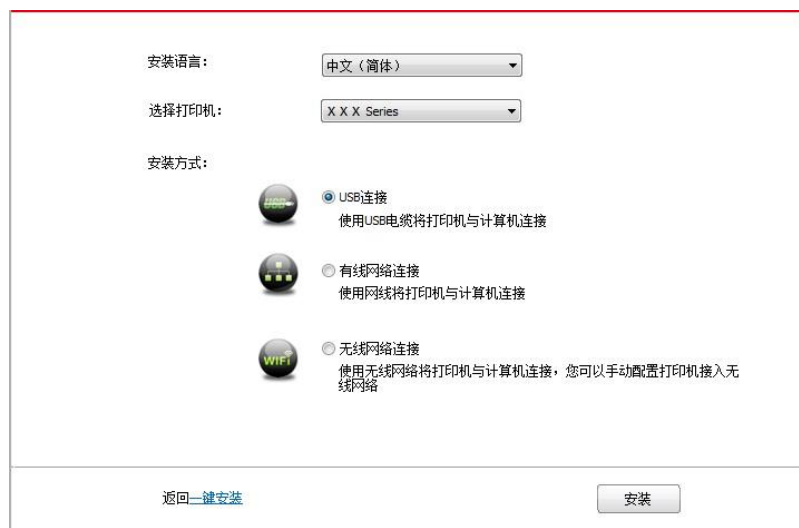 安装语言：
中文（简体）
选择打印机：
X X X Series
安装方式：
USB
USB连接
使用USB电缆将打印机与计算机连接
有线网络连接
使用网线将打印机与计算机连接
WiFi
无线网络连接
使用无线网络将打印机与计算机连接，您可以手动配置打印机接入无
线网络
返回一键安装
安装